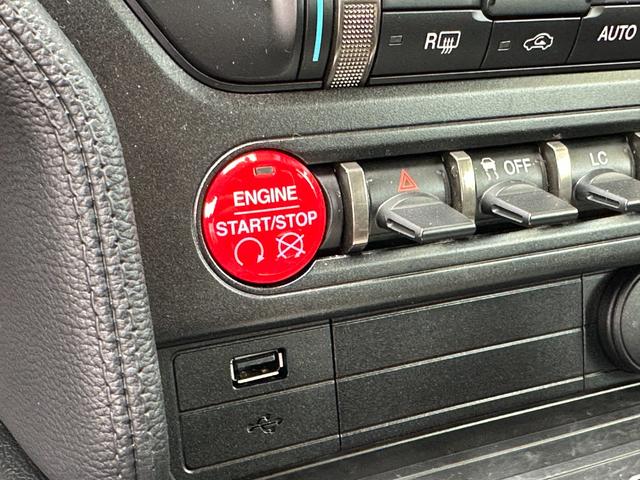 R
AUTO
ENGINE
START/STOP
OFF
LC